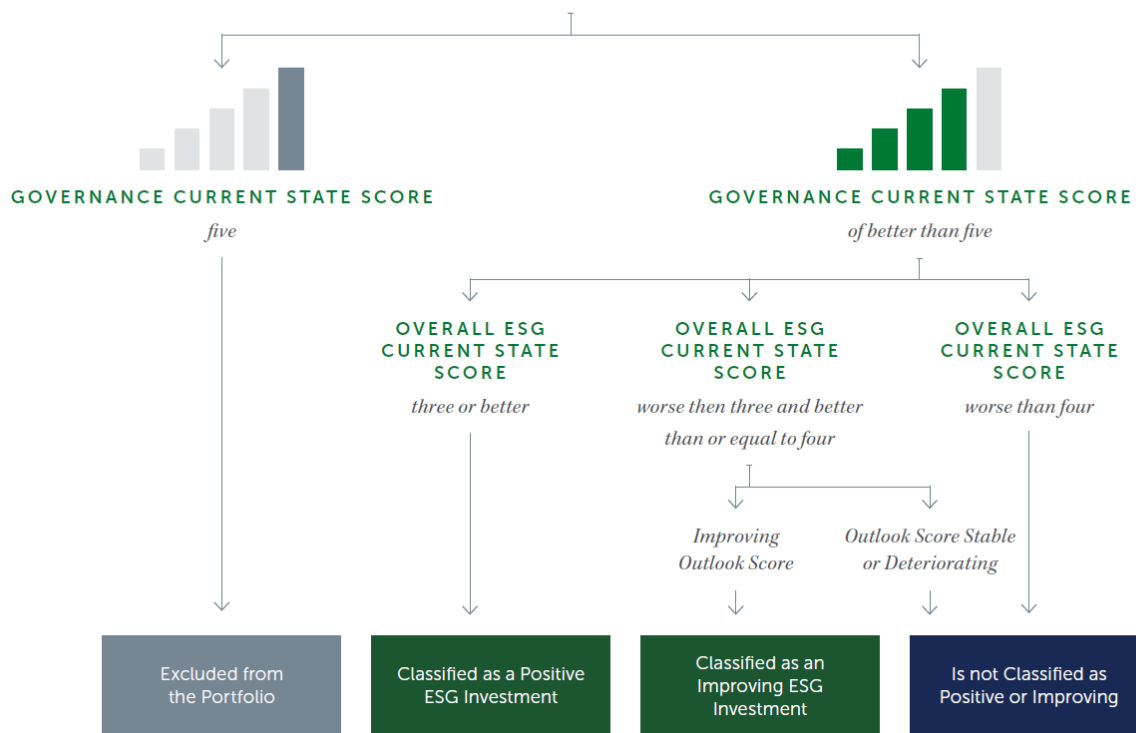 GOVERNANCE CURRENT STATE SCORE
five
GOVERNANCE CURRENT STATE SCORE
of better than five
OVERALL ESG
CURRENT STATE
SCORE
three or better
OVERALL ESG
CURRENT STATE
SCORE
worse then three and better
than or equal to four
OVERALL ESG
CURRENT STATE
SCORE
worse than four
Improving
Outlook Score
Outlook Score Stable
or Deteriorating
Excluded from
the Portfolio
Classified as a Positive
ESG Investment
Classified as an
Improving ESG
Investment
Is not Classified as
Positive or Improving